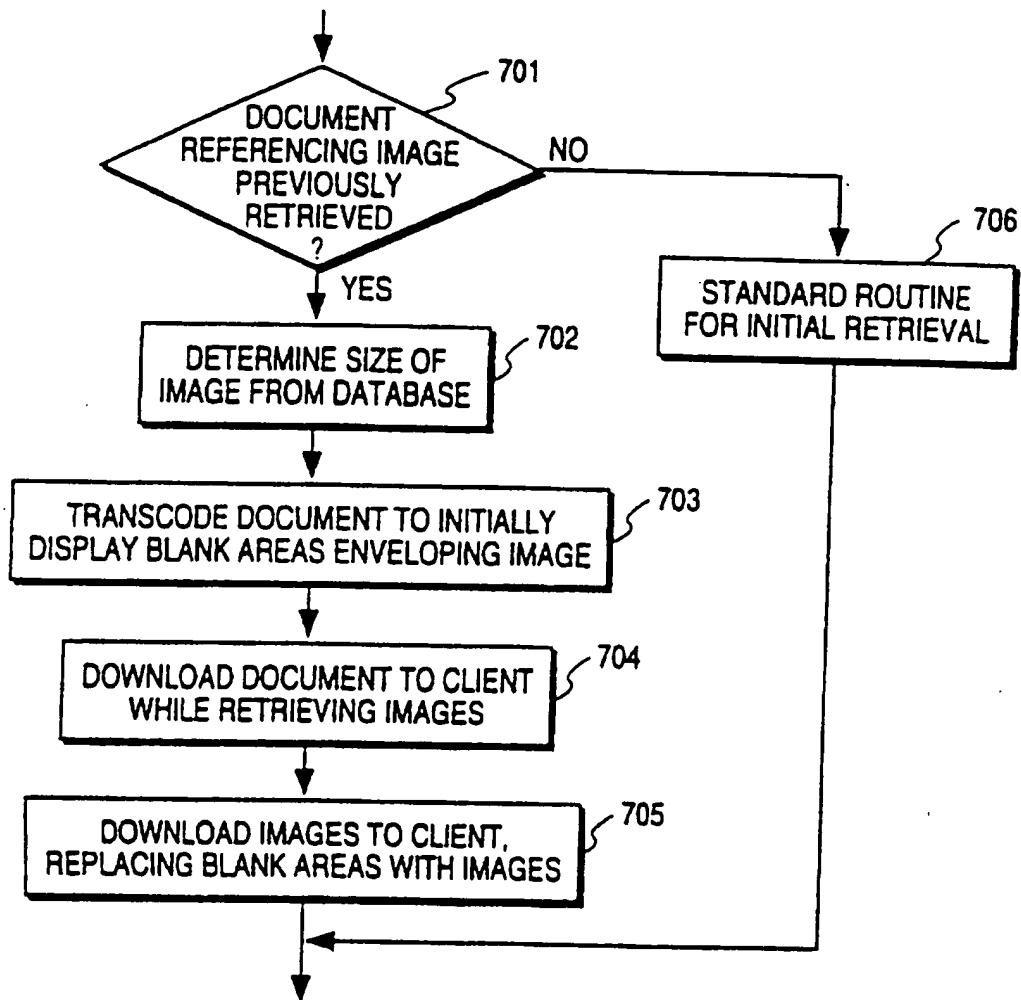 701
DOCUMENT
REFERENCING IMAGE
PREVIOUSLY
RETRIEVED
?
NO
YES
706
STANDARD ROUTINE
FOR INITIAL RETRIEVAL
702
DETERMINE SIZE OF
IMAGE FROM DATABASE
703
TRANSCODE DOCUMENT TO INITIALLY
DISPLAY BLANK AREAS ENVELOPING IMAGE
704
DOWNLOAD DOCUMENT TO CLIENT
WHILE RETRIEVING IMAGES
705
DOWNLOAD IMAGES TO CLIENT,
REPLACING BLANK AREAS WITH IMAGES